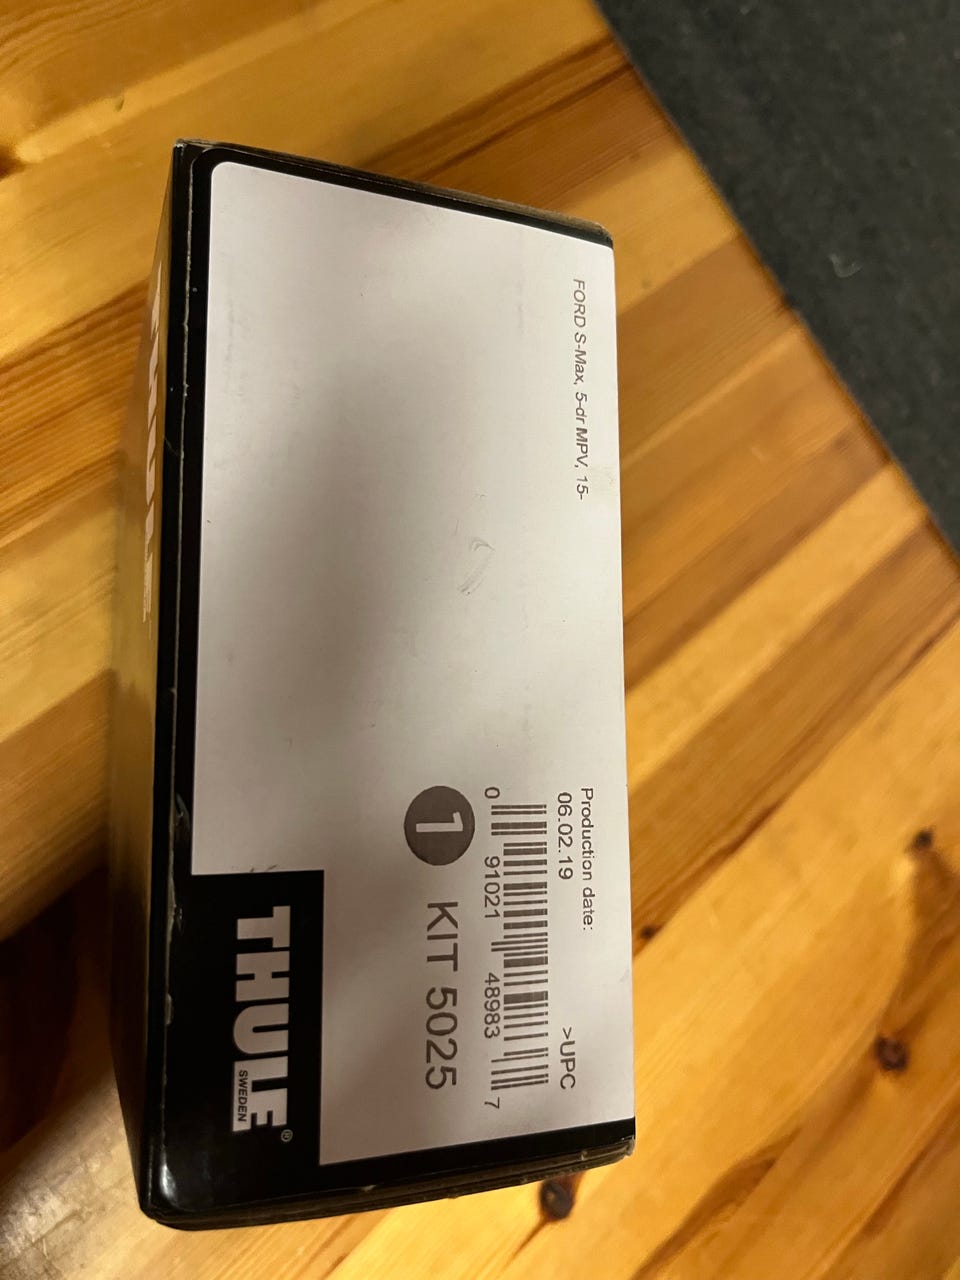 FORD S-Max, 5-dr MPV, 15-
Production date:
06.02.19
>UPC
0 91021 48983 7
1 KIT 5025
THULE®
SWEDEN
THULE